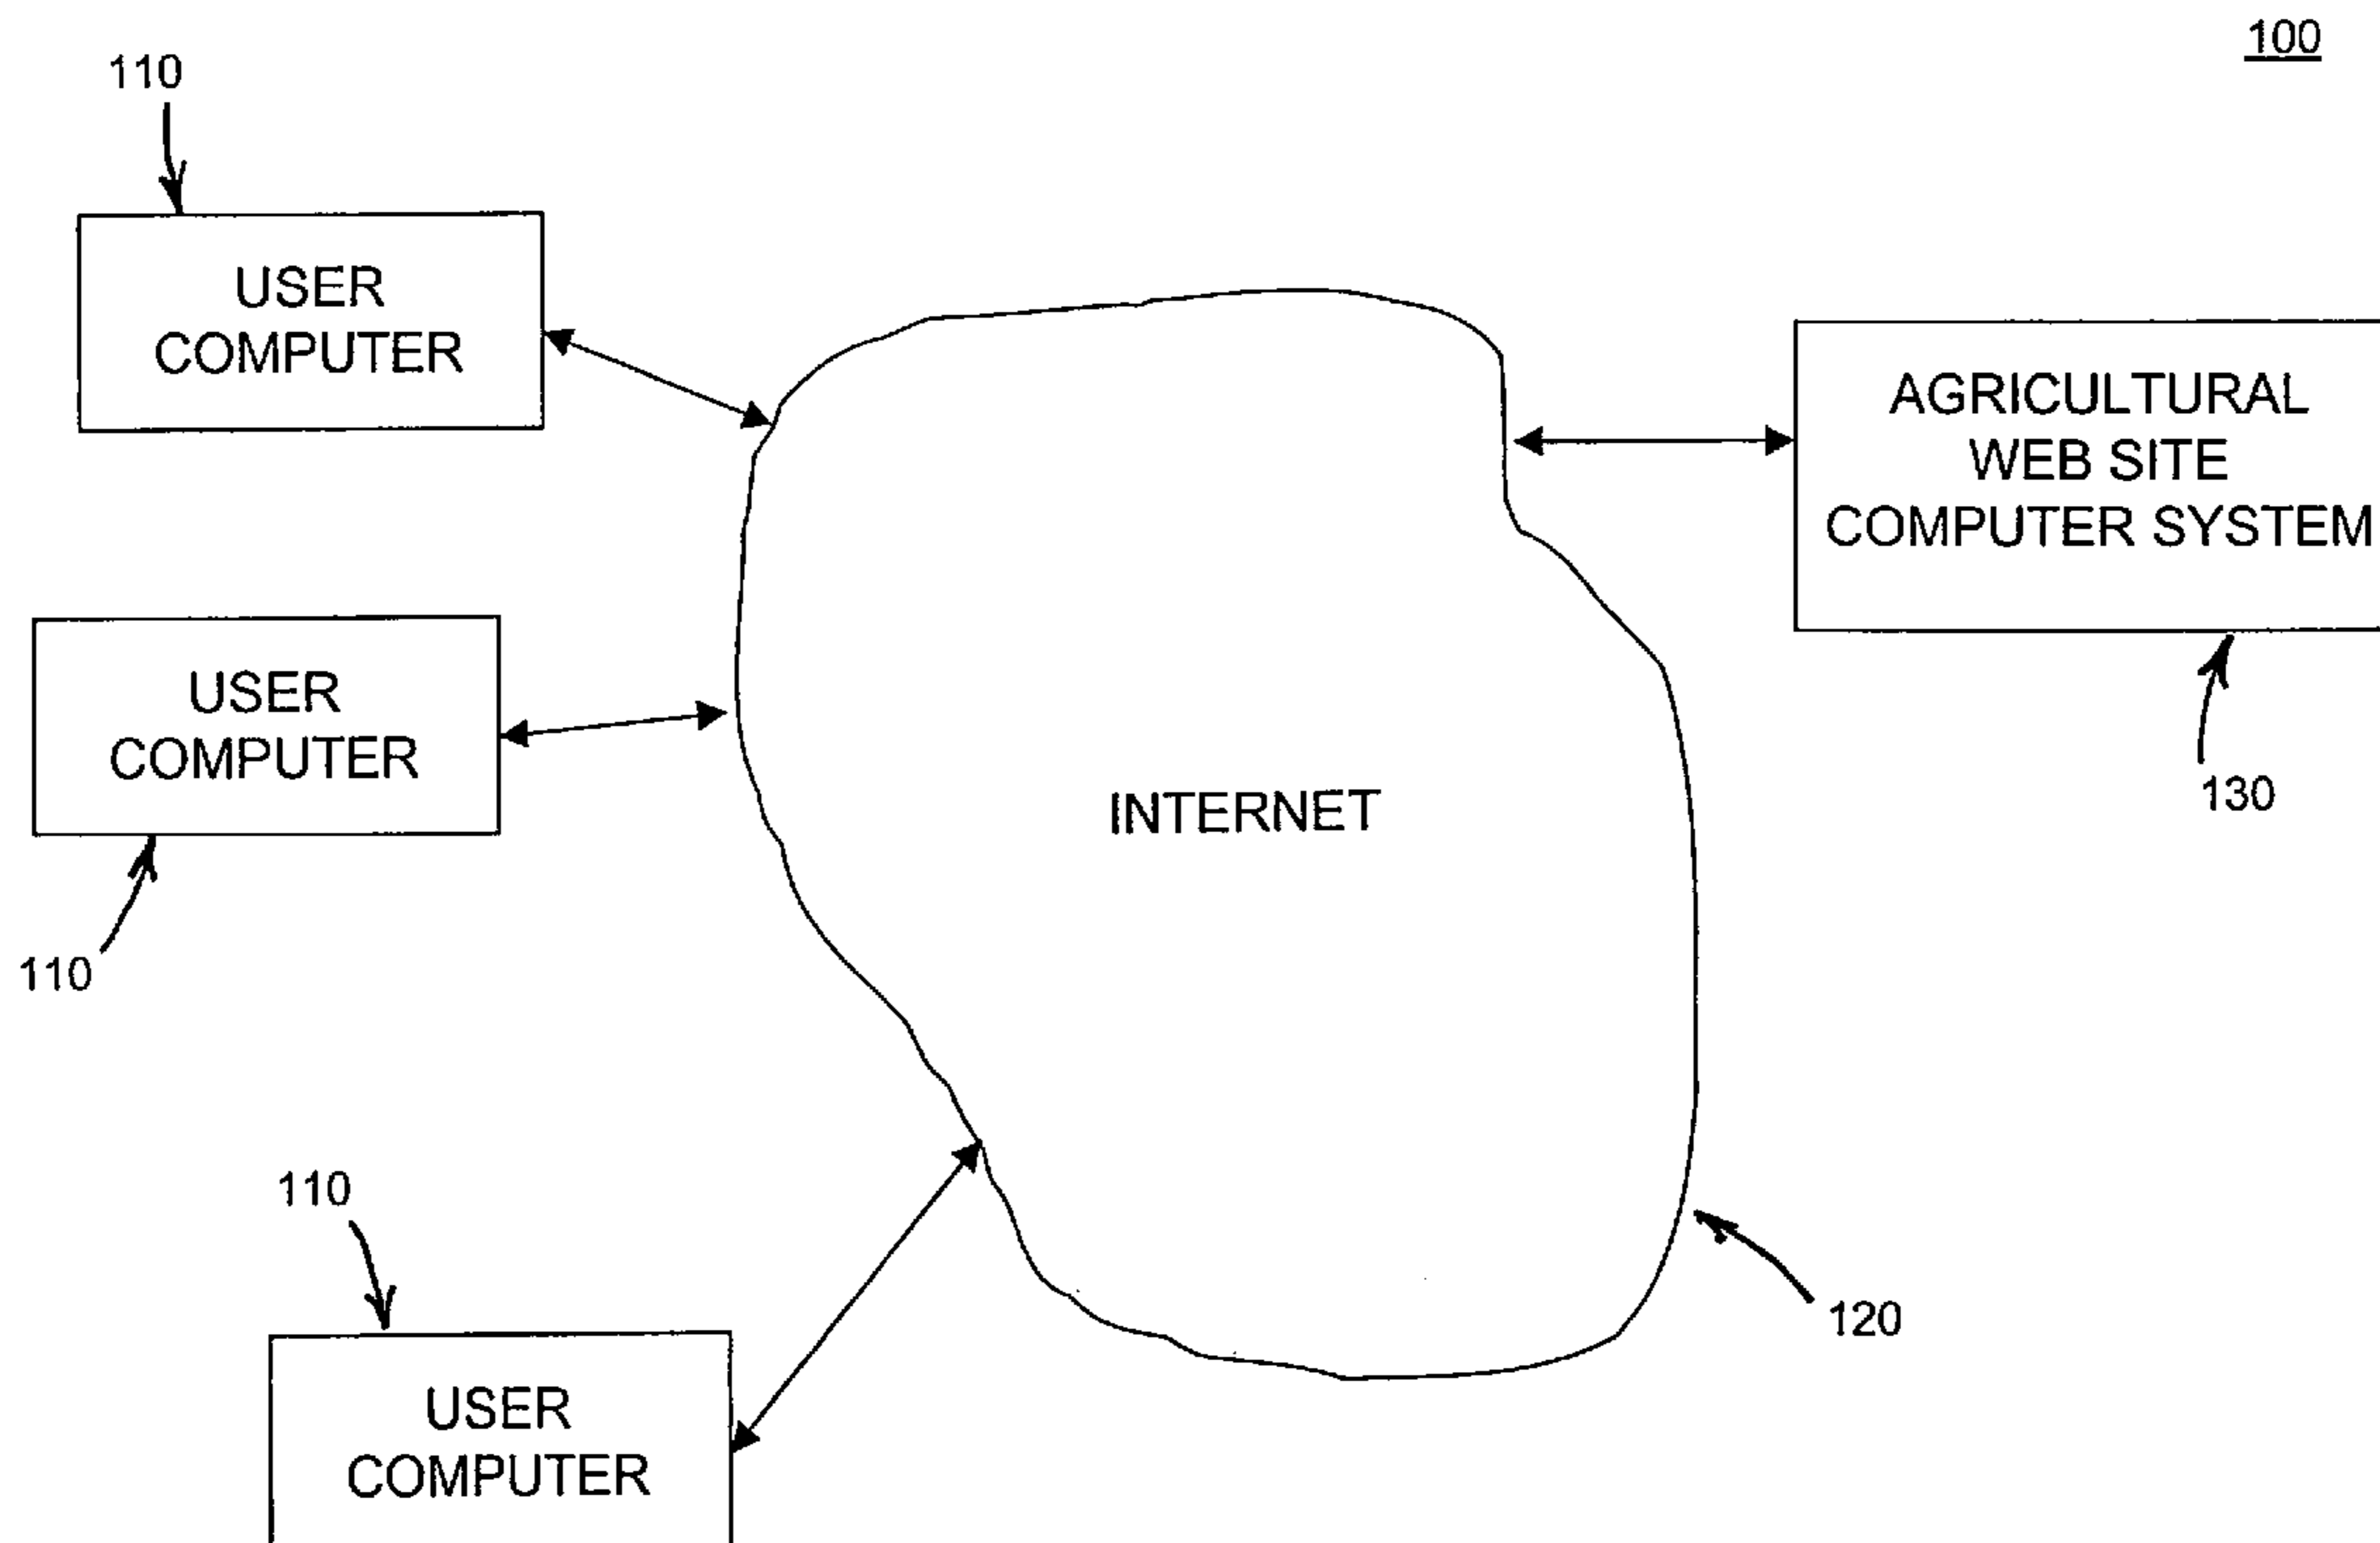 100
110
USER
COMPUTER
AGRICULTURAL
WEB SITE
COMPUTER SYSTEM
USER
COMPUTER
130
INTERNET
110
110
120
USER
COMPUTER